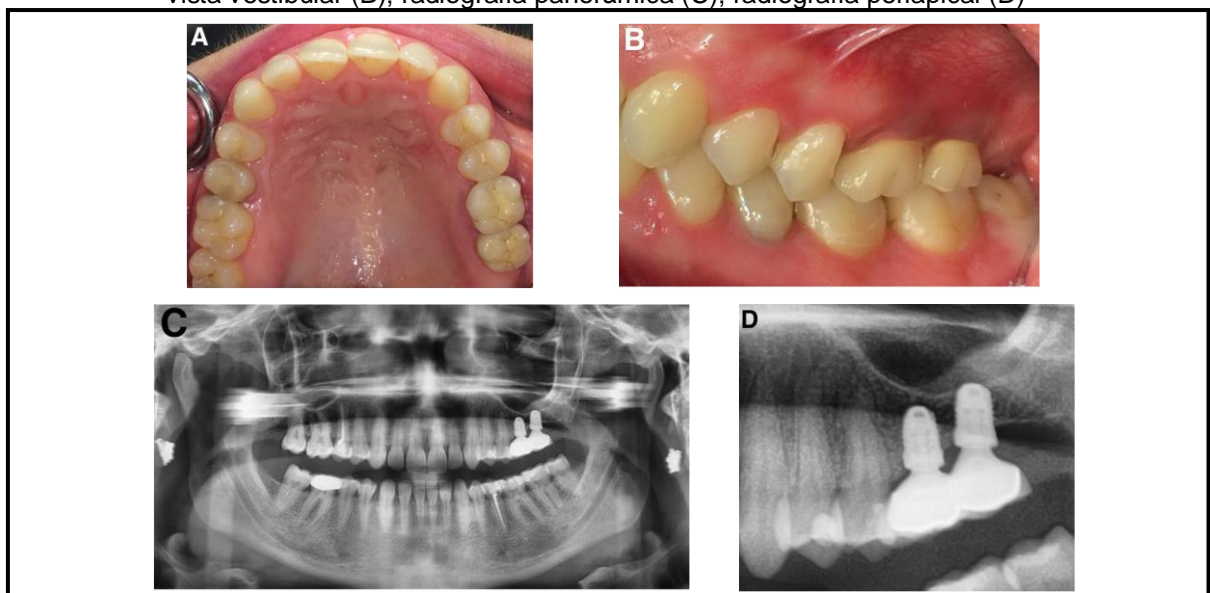 vista vestibular (B), radiografia panorâmica (C), radiografia periapical (D)
A
B
C
D